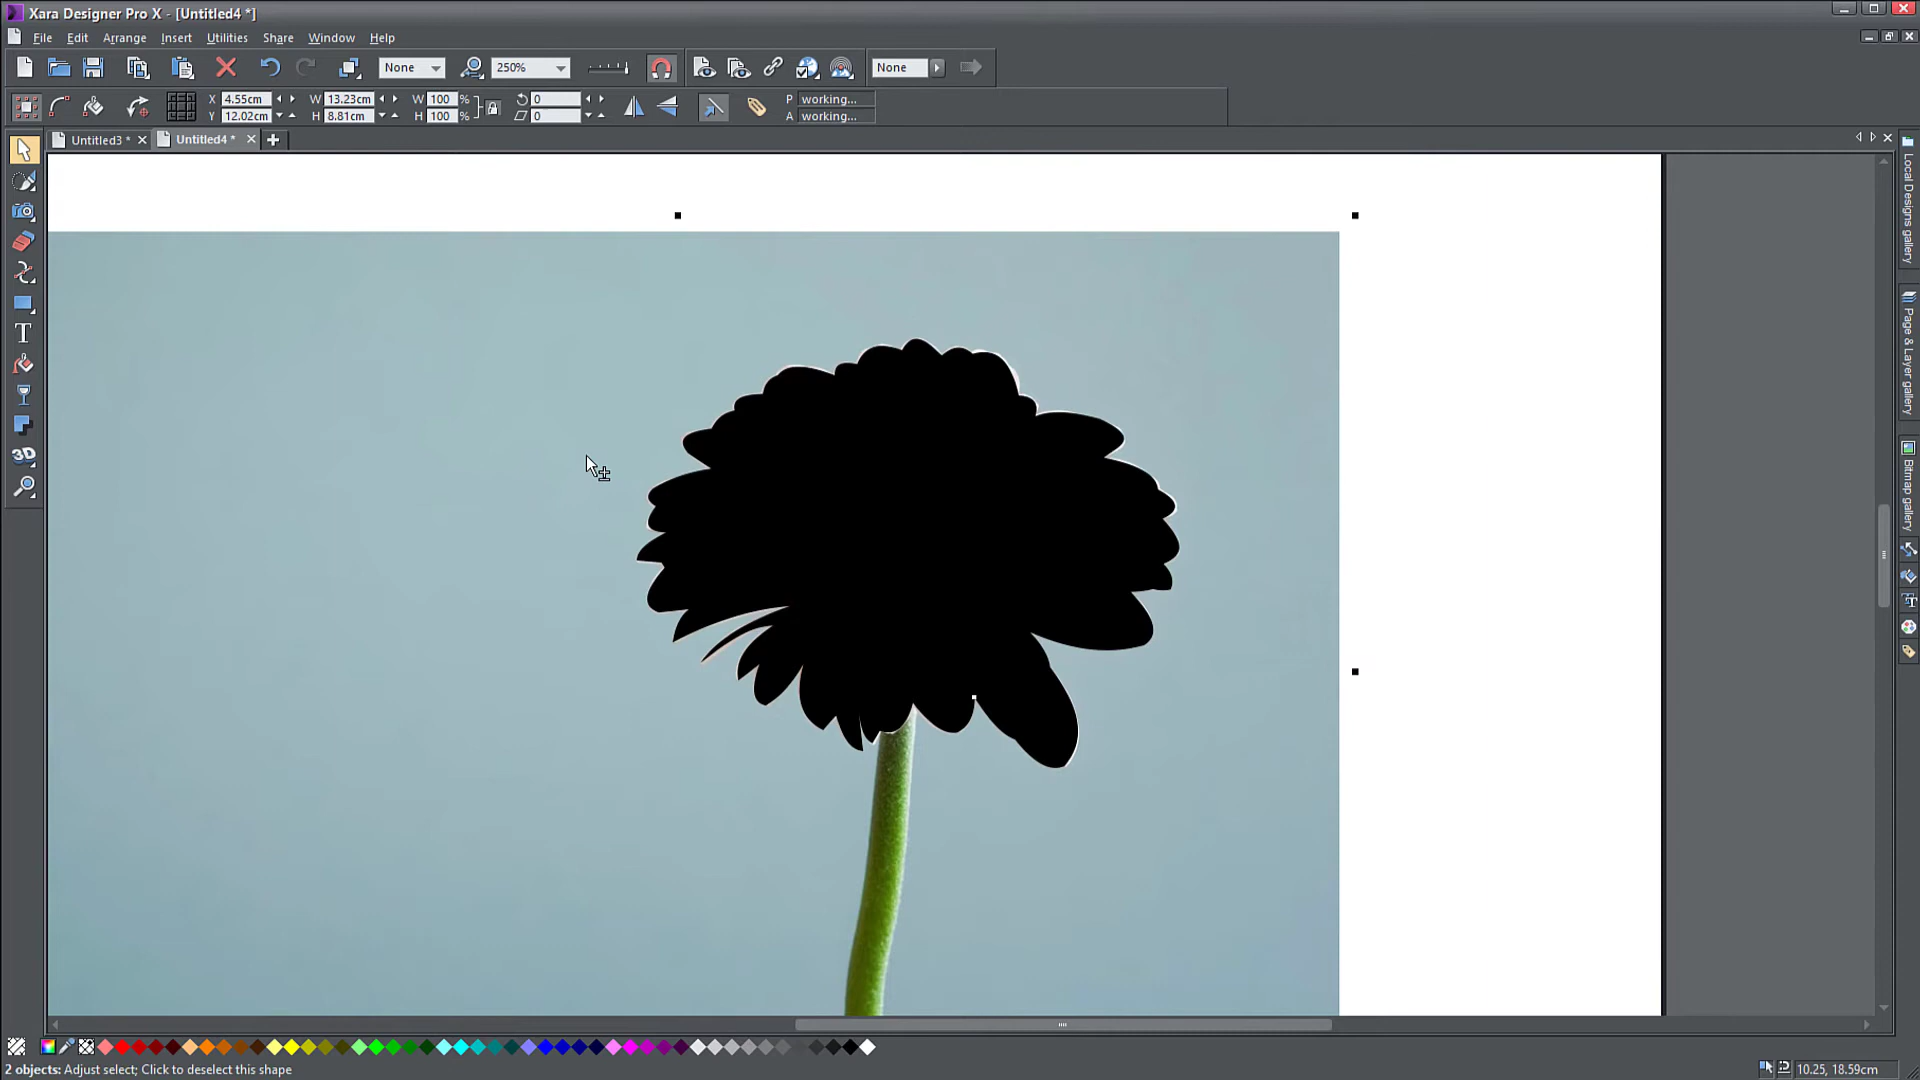 Xara Designer Pro X - [Untitled4 *]
File Edit Arrange Insert Utilities Share Window Help
None 250% None
X 4.55cm W 13.23cm W 100 % 0 P working...
Y 12.02cm H 8.81cm H 100 % 0 A working...
Untitled3 * Untitled4 *
T
3D
Local Designs gallery
Page & Layer gallery
Bitmap gallery
2 objects: Adjust select; Click to deselect this shape
10.25, 18.59cm